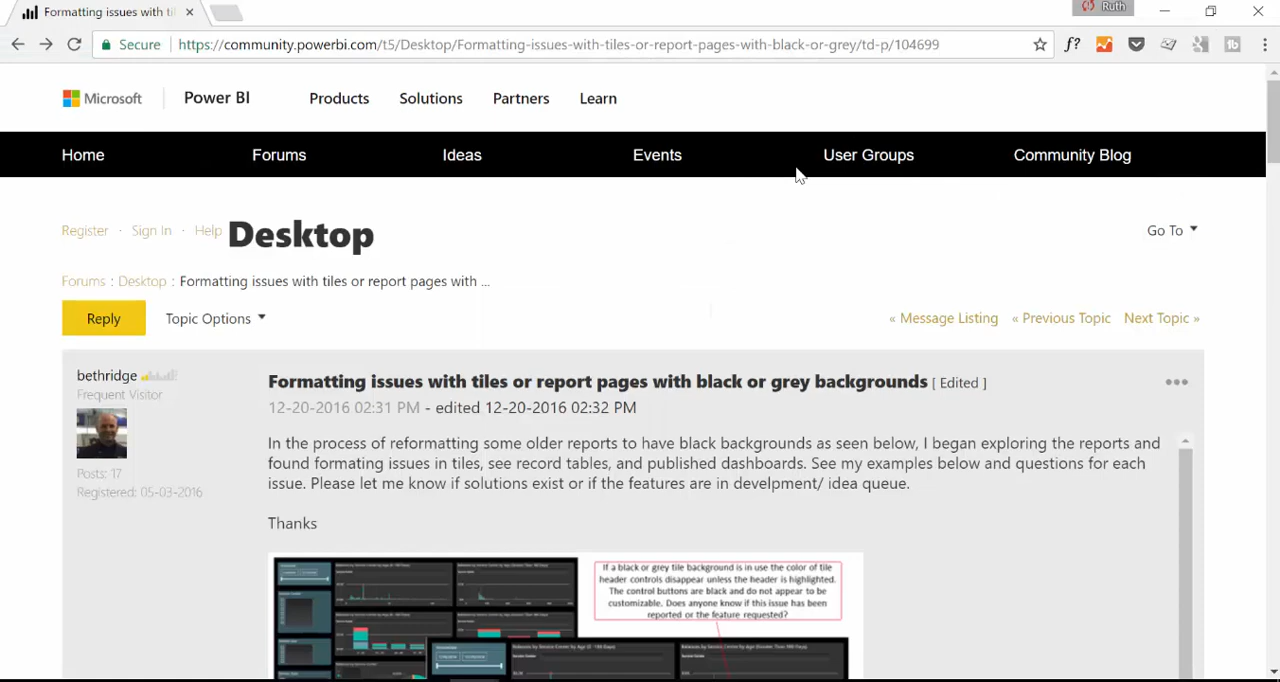 Formatting issues with ti
Ruth
Secure https://community.powerbi.com/t5/Desktop/Formatting-issues-with-tiles-or-report-pages-with-black-or-grey/td-p/104699
f?
Microsoft Power BI Products Solutions Partners Learn
Home Forums Ideas Events User Groups Community Blog
Register · Sign In · Help Desktop Go To
Forums : Desktop : Formatting issues with tiles or report pages with ...
Reply Topic Options « Message Listing « Previous Topic Next Topic »
bethridge
Frequent Visitor
Posts: 17
Registered: 05-03-2016
Formatting issues with tiles or report pages with black or grey backgrounds [ Edited ]
12-20-2016 02:31 PM - edited 12-20-2016 02:32 PM
In the process of reformatting some older reports to have black backgrounds as seen below, I began exploring the reports and
found formating issues in tiles, see record tables, and published dashboards. See my examples below and questions for each
issue. Please let me know if solutions exist or if the features are in develpment/ idea queue.
Thanks
If a black or grey tile background is in use the color of tile
header controls disappear unless the header is highlighted.
The control buttons are black and do not appear to be
customizable. Does anyone know if this issue has been
reported or the feature requested?